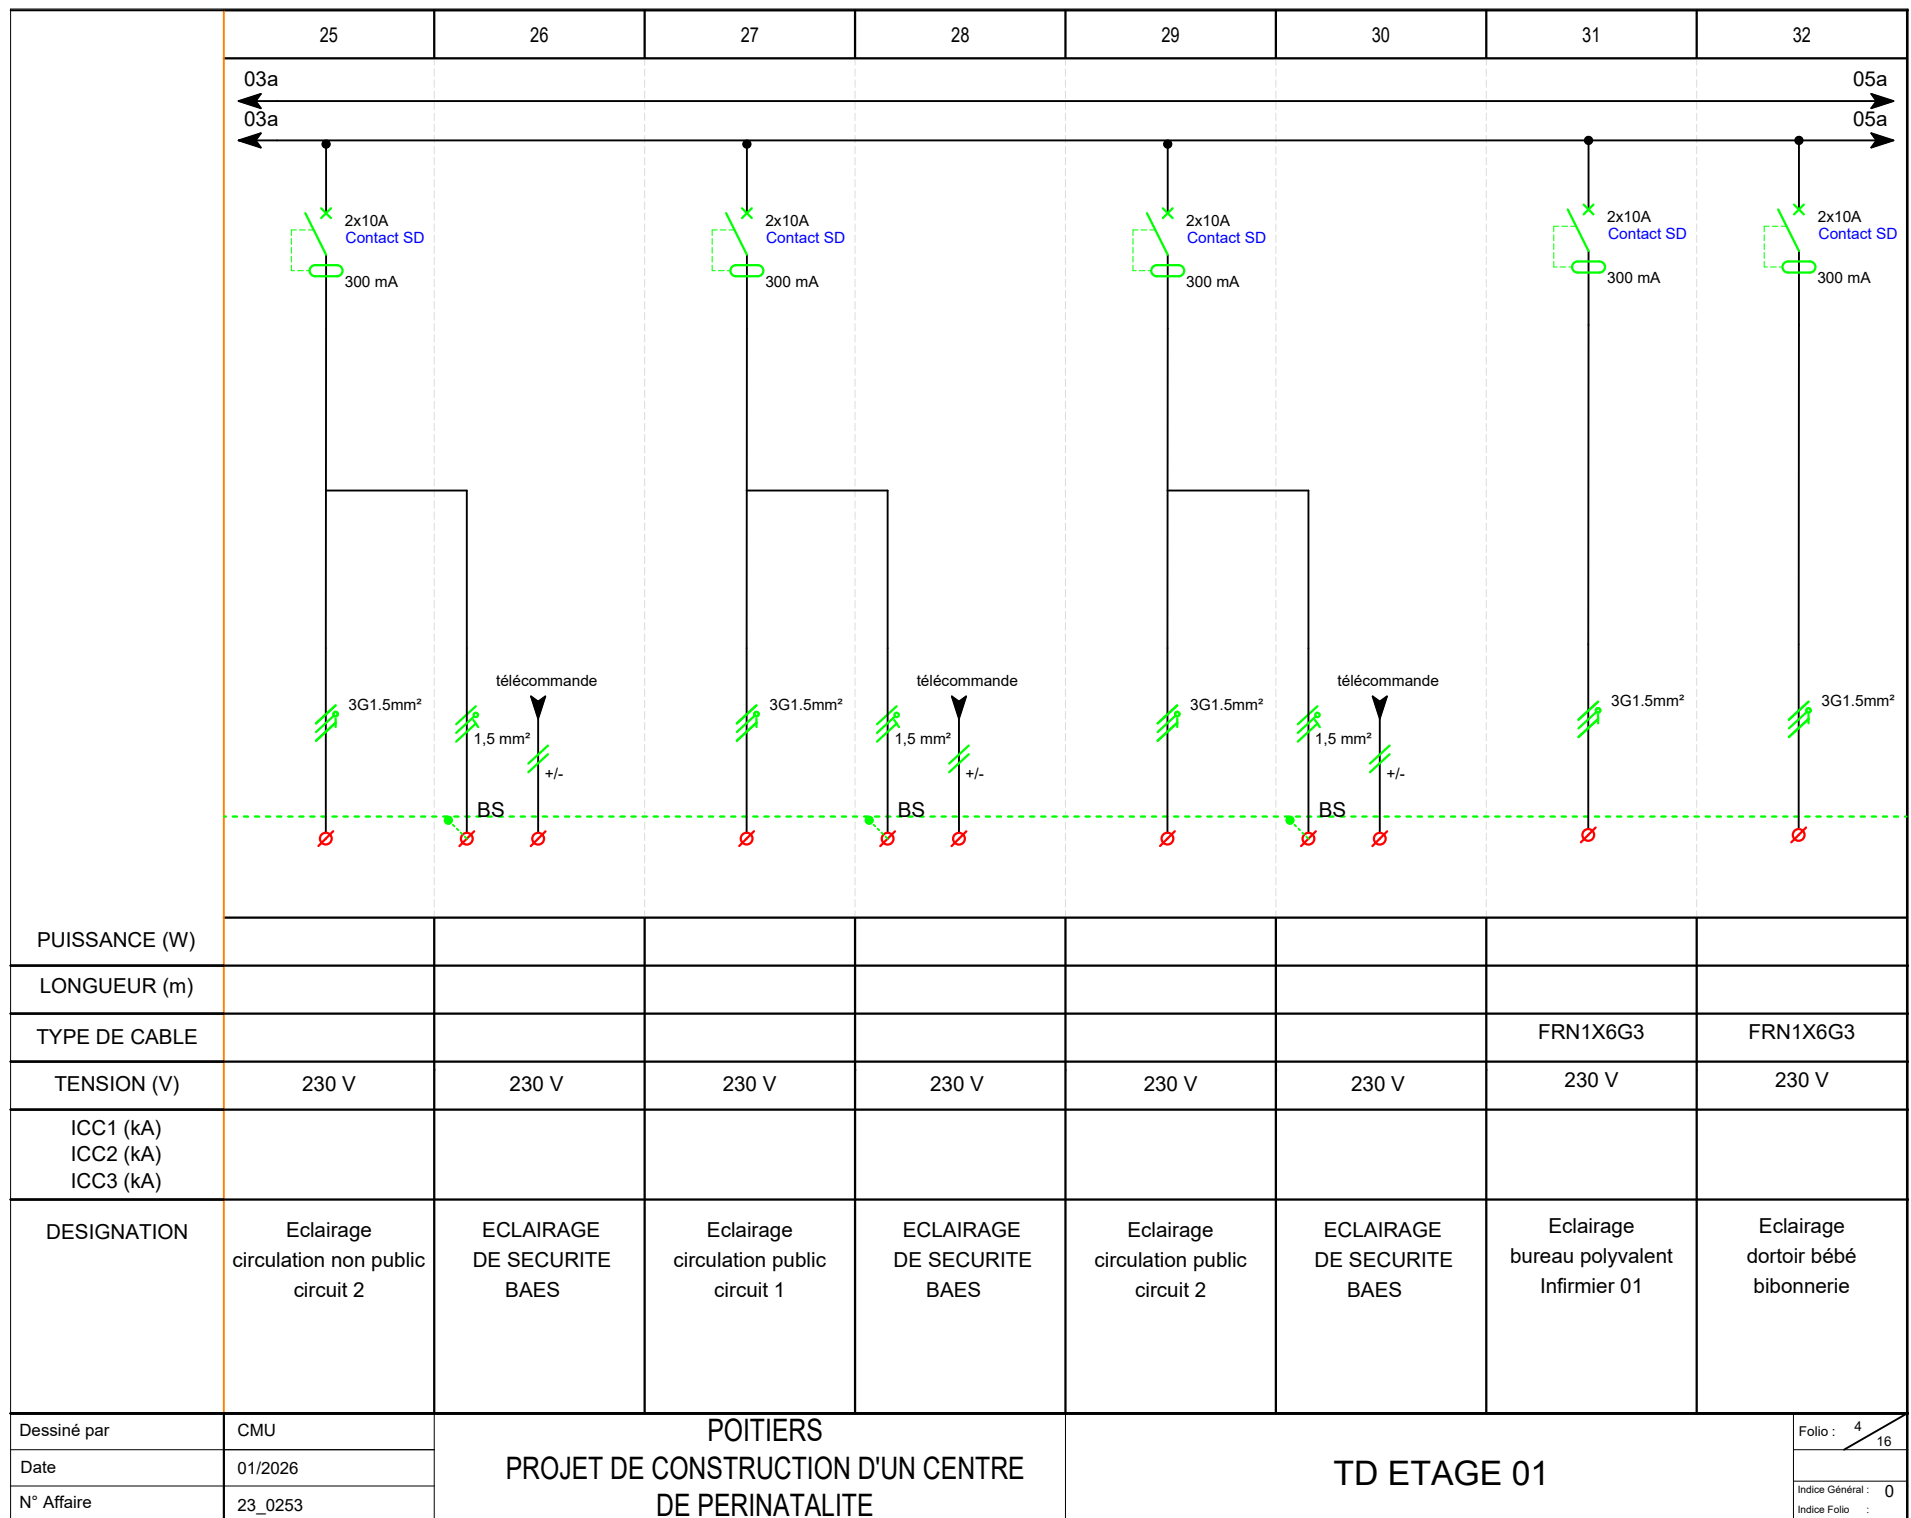 25 26 27 28 29 30 31 32
03a 05a
03a 05a
2x10A 2x10A 2x10A 2x10A 2x10A
Contact SD Contact SD Contact SD Contact SD Contact SD
300 mA 300 mA 300 mA 300 mA 300 mA
télécommande télécommande télécommande
3G1.5mm² 3G1.5mm² 3G1.5mm² 3G1.5mm² 3G1.5mm²
1,5 mm² 1,5 mm² 1,5 mm²
+/- +/- +/-
BS BS BS
PUISSANCE (W)
LONGUEUR (m)
TYPE DE CABLE FRN1X6G3 FRN1X6G3
TENSION (V) 230 V 230 V 230 V 230 V 230 V 230 V 230 V 230 V
ICC1 (kA)
ICC2 (kA)
ICC3 (kA)
DESIGNATION
Eclairage
circulation non public
circuit 2
ECLAIRAGE
DE SECURITE
BAES
Eclairage
circulation public
circuit 1
ECLAIRAGE
DE SECURITE
BAES
Eclairage
circulation public
circuit 2
ECLAIRAGE
DE SECURITE
BAES
Eclairage
bureau polyvalent
Infirmier 01
Eclairage
dortoir bébé
bibonnerie
Dessiné par CMU
Date 01/2026
N° Affaire 23_0253
POITIERS
PROJET DE CONSTRUCTION D'UN CENTRE
DE PERINATALITE
TD ETAGE 01
Folio : 4 16
Indice Général : 0
Indice Folio :